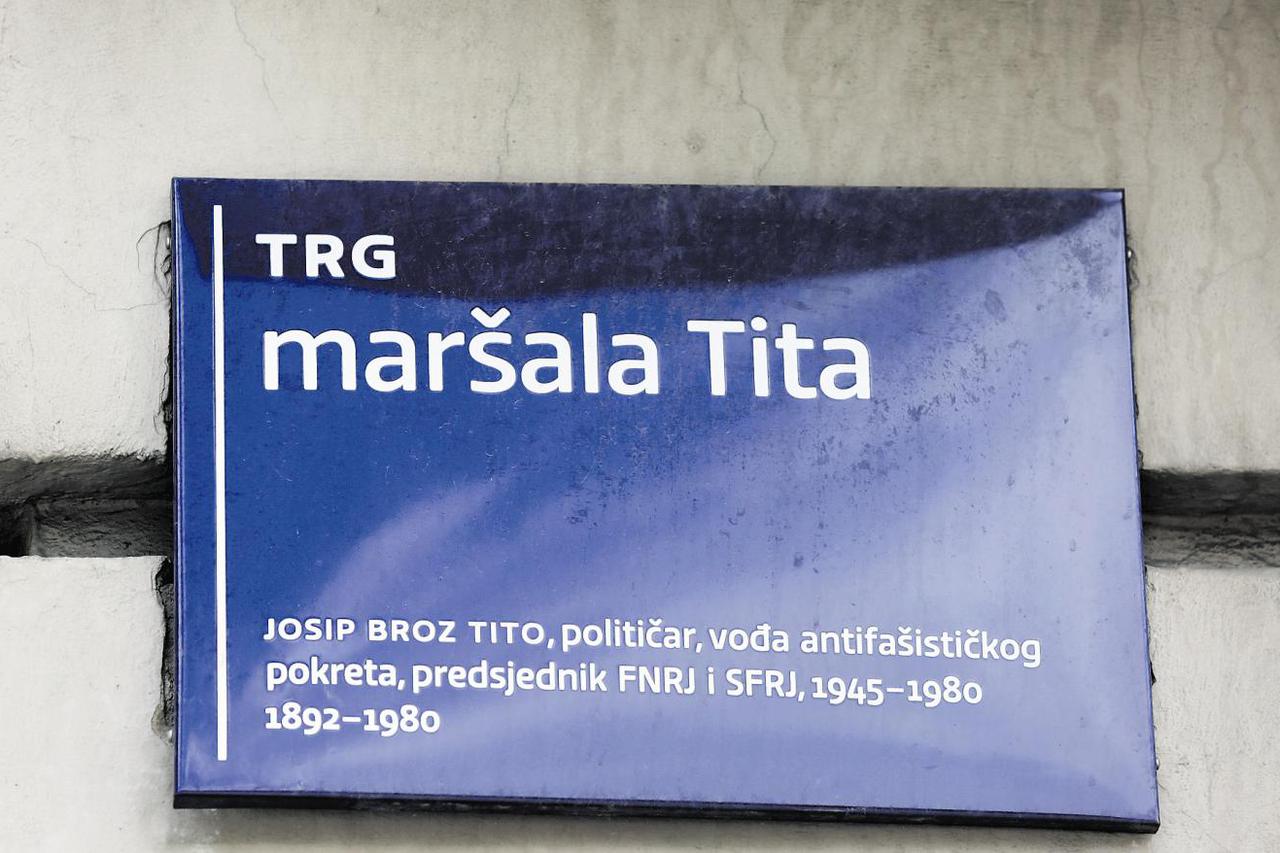 TRG
maršala Tita
JOSIP BROZ TITO, političar, vođa antifašističkog
pokreta, predsjednik FNRJ i SFRJ, 1945–1980
1892–1980